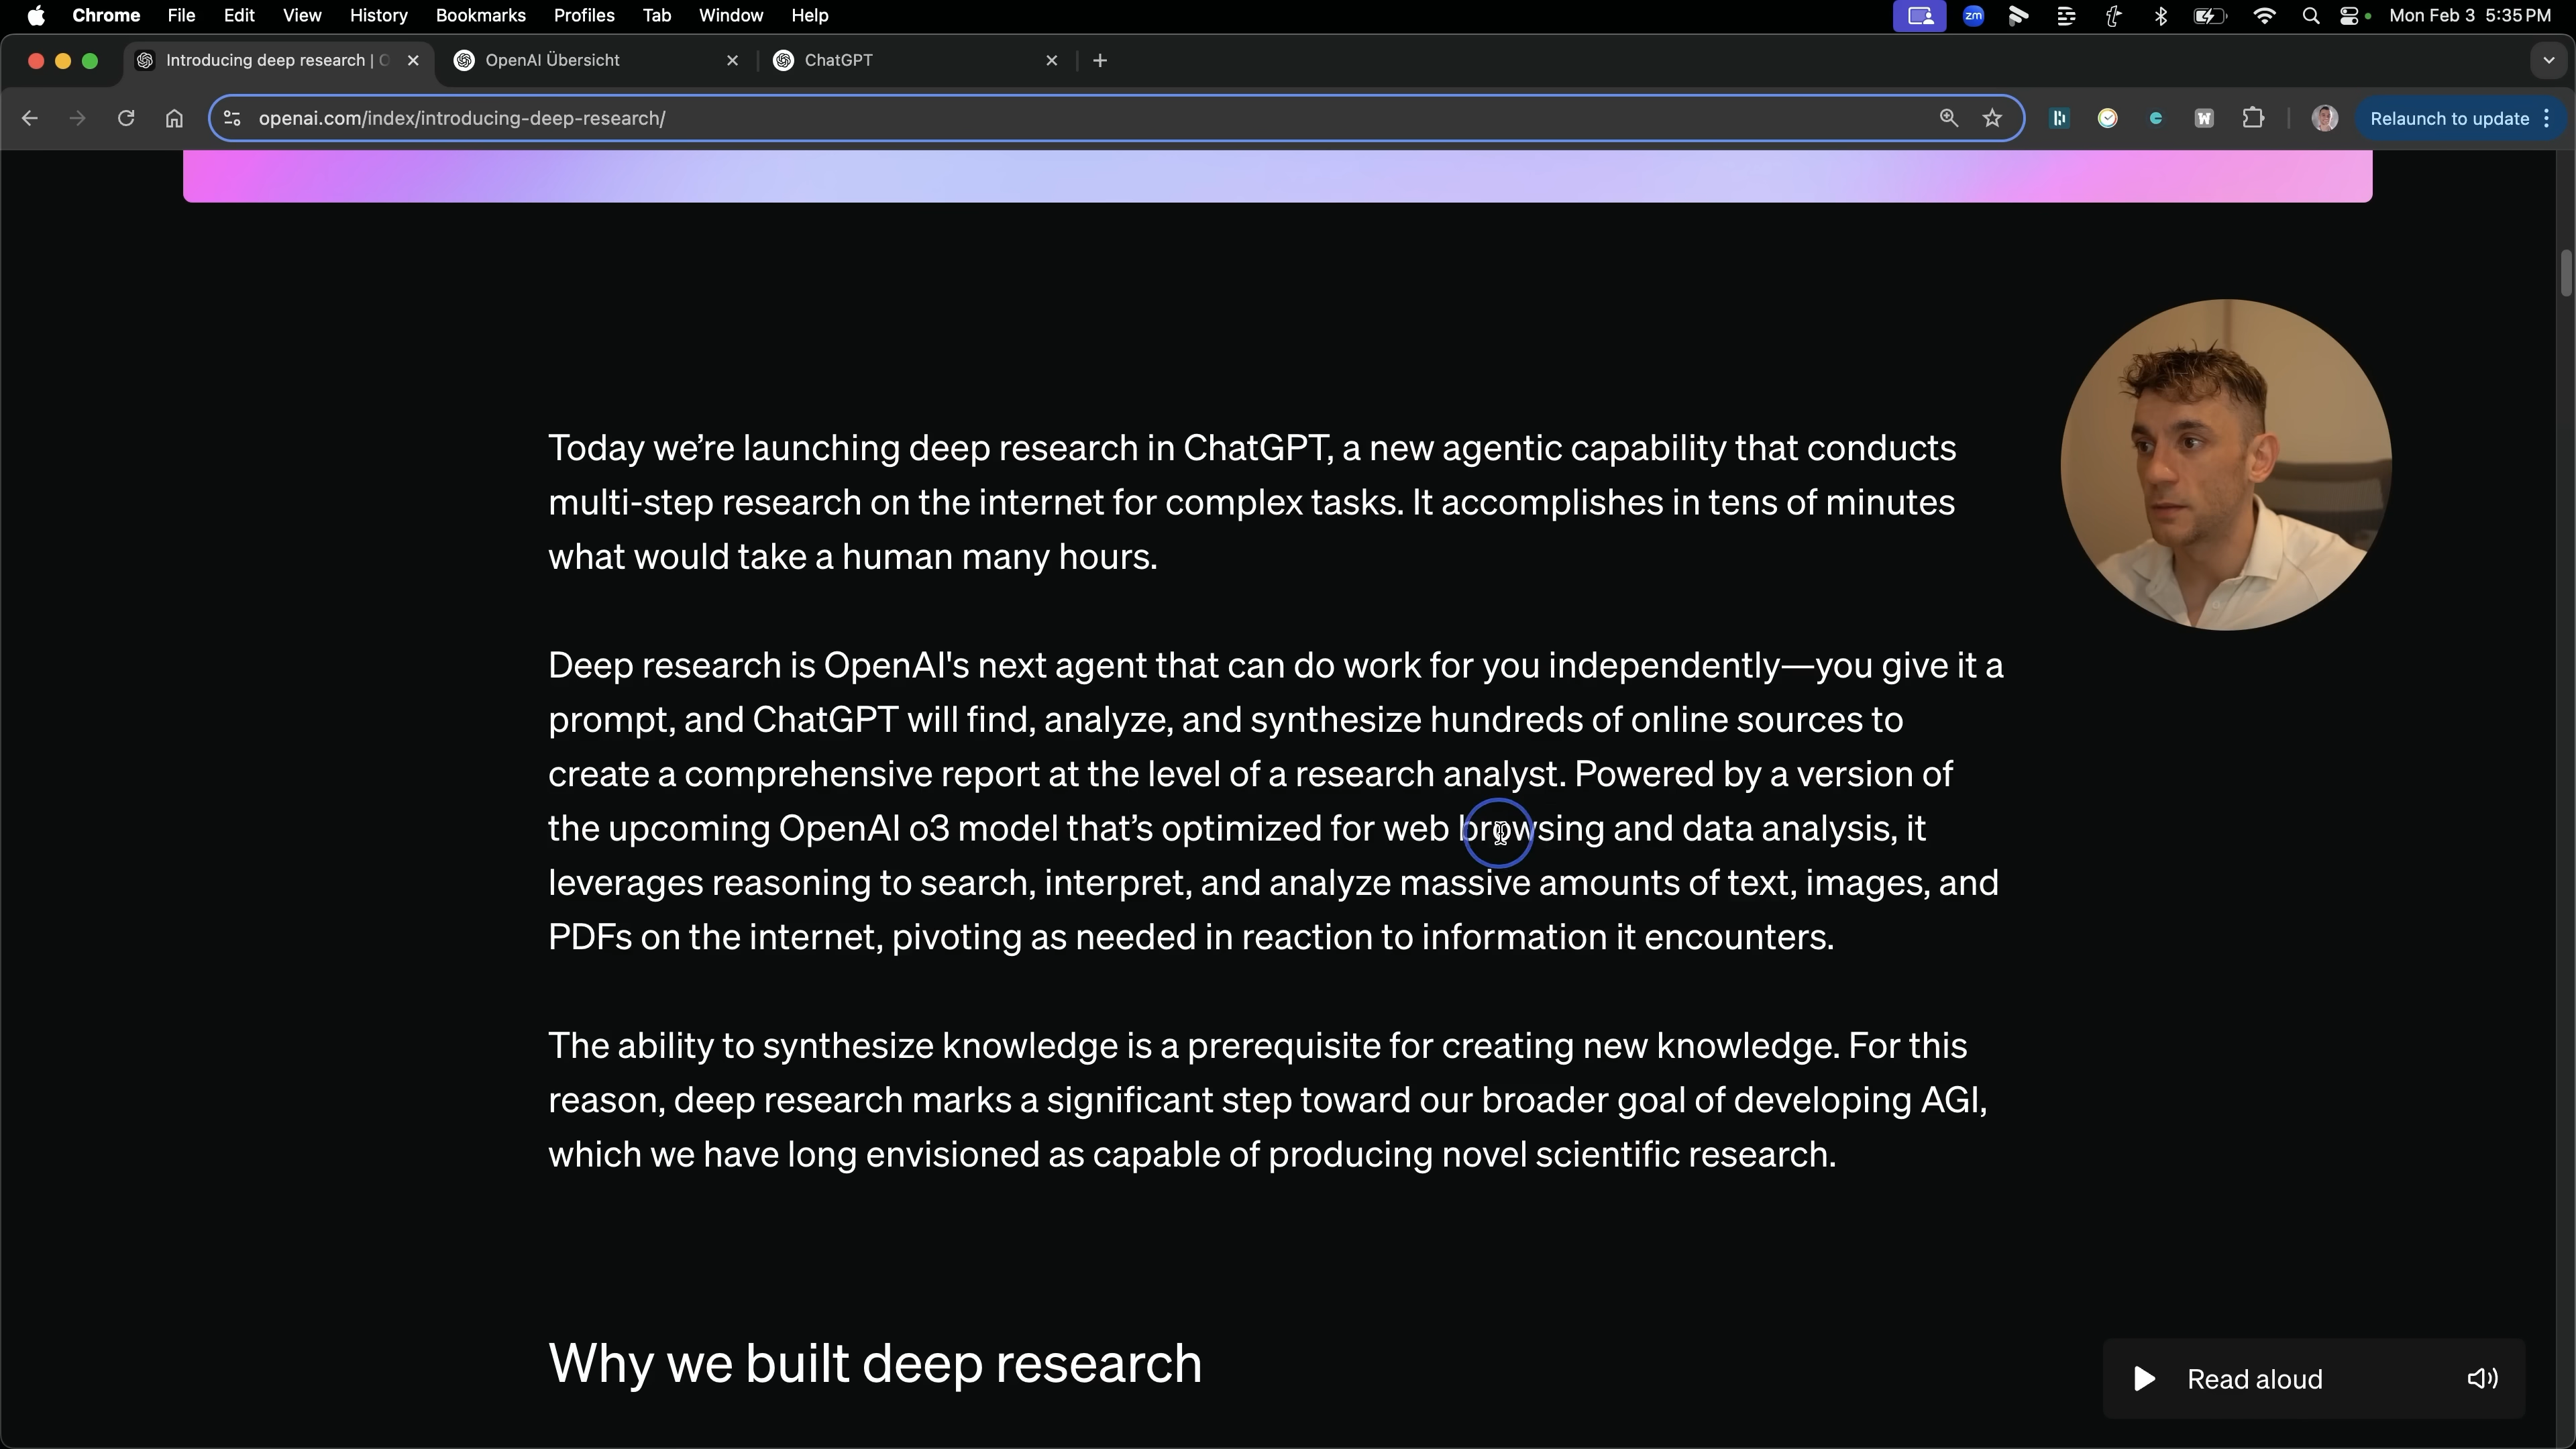 Chrome File Edit View History Bookmarks Profiles Tab Window Help zm Mon Feb 3 5:35 PM
Introducing deep research | O OpenAI Übersicht ChatGPT
openai.com/index/introducing-deep-research/ W Relaunch to update
Today we’re launching deep research in ChatGPT, a new agentic capability that conducts
multi-step research on the internet for complex tasks. It accomplishes in tens of minutes
what would take a human many hours.
Deep research is OpenAI's next agent that can do work for you independently—you give it a
prompt, and ChatGPT will find, analyze, and synthesize hundreds of online sources to
create a comprehensive report at the level of a research analyst. Powered by a version of
the upcoming OpenAI o3 model that’s optimized for web browsing and data analysis, it
leverages reasoning to search, interpret, and analyze massive amounts of text, images, and
PDFs on the internet, pivoting as needed in reaction to information it encounters.
The ability to synthesize knowledge is a prerequisite for creating new knowledge. For this
reason, deep research marks a significant step toward our broader goal of developing AGI,
which we have long envisioned as capable of producing novel scientific research.
Why we built deep research
Read aloud